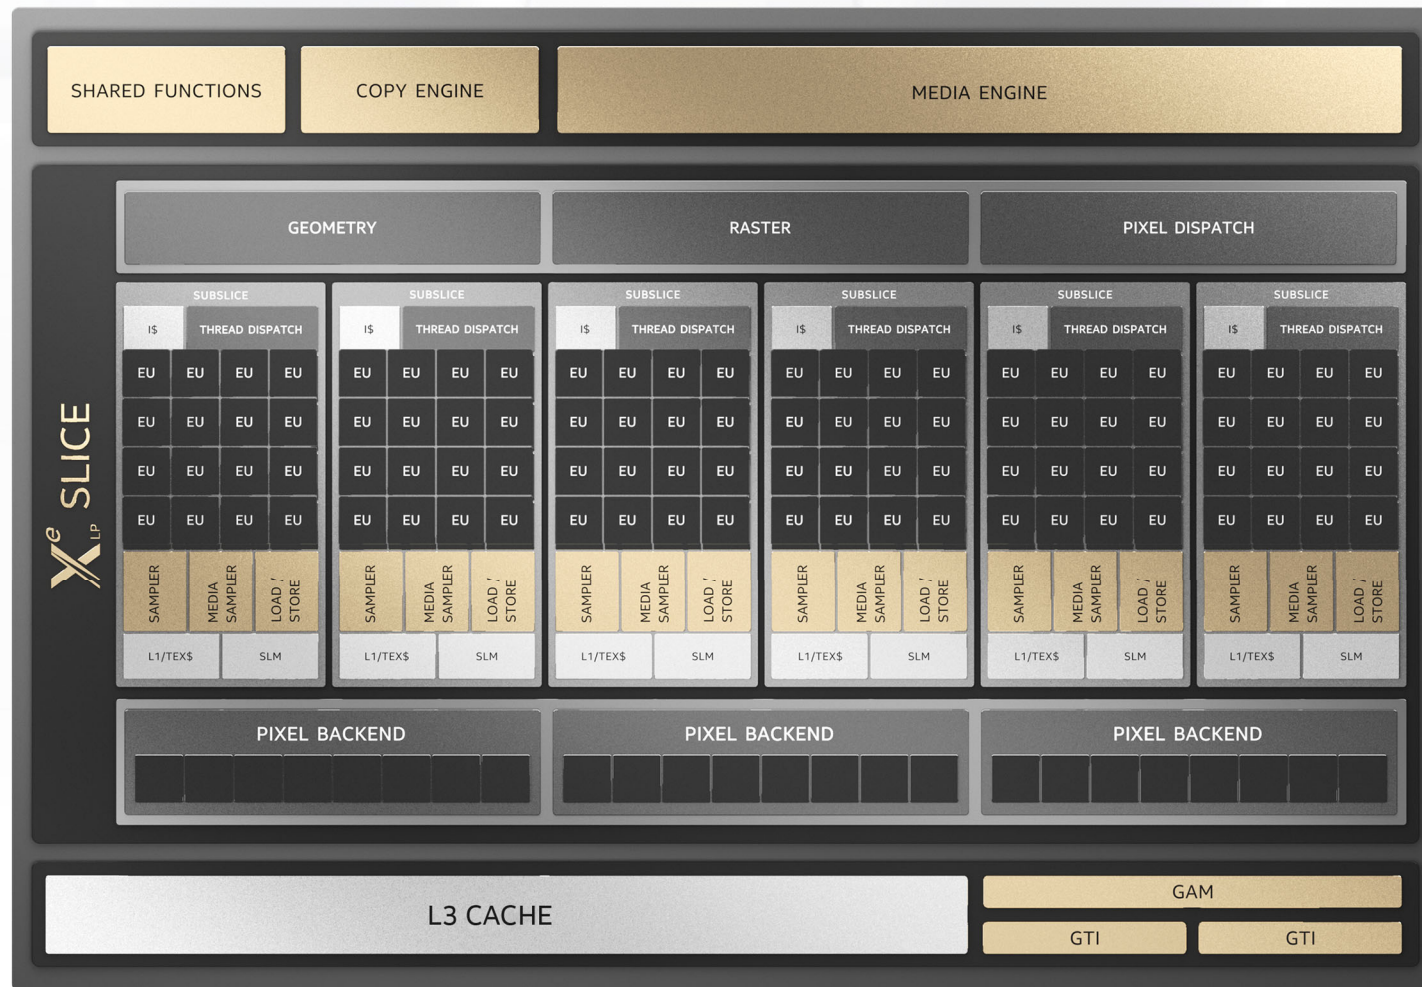 SHARED FUNCTIONS COPY ENGINE MEDIA ENGINE
GEOMETRY RASTER PIXEL DISPATCH
SUBSLICE SUBSLICE SUBSLICE SUBSLICE SUBSLICE SUBSLICE
I$ THREAD DISPATCH I$ THREAD DISPATCH I$ THREAD DISPATCH I$ THREAD DISPATCH I$ THREAD DISPATCH I$ THREAD DISPATCH
EU EU EU EU EU EU EU EU EU EU EU EU EU EU EU EU EU EU EU EU EU EU EU EU
EU EU EU EU EU EU EU EU EU EU EU EU EU EU EU EU EU EU EU EU EU EU EU EU
EU EU EU EU EU EU EU EU EU EU EU EU EU EU EU EU EU EU EU EU EU EU EU EU
EU EU EU EU EU EU EU EU EU EU EU EU EU EU EU EU EU EU EU EU EU EU EU EU
Xe LP SLICE
SAMPLER MEDIA SAMPLER LOAD / STORE SAMPLER MEDIA SAMPLER LOAD / STORE SAMPLER MEDIA SAMPLER LOAD / STORE SAMPLER MEDIA SAMPLER LOAD / STORE SAMPLER MEDIA SAMPLER LOAD / STORE SAMPLER MEDIA SAMPLER LOAD / STORE
L1/TEX$ SLM L1/TEX$ SLM L1/TEX$ SLM L1/TEX$ SLM L1/TEX$ SLM L1/TEX$ SLM
PIXEL BACKEND PIXEL BACKEND PIXEL BACKEND
L3 CACHE
GAM
GTI GTI